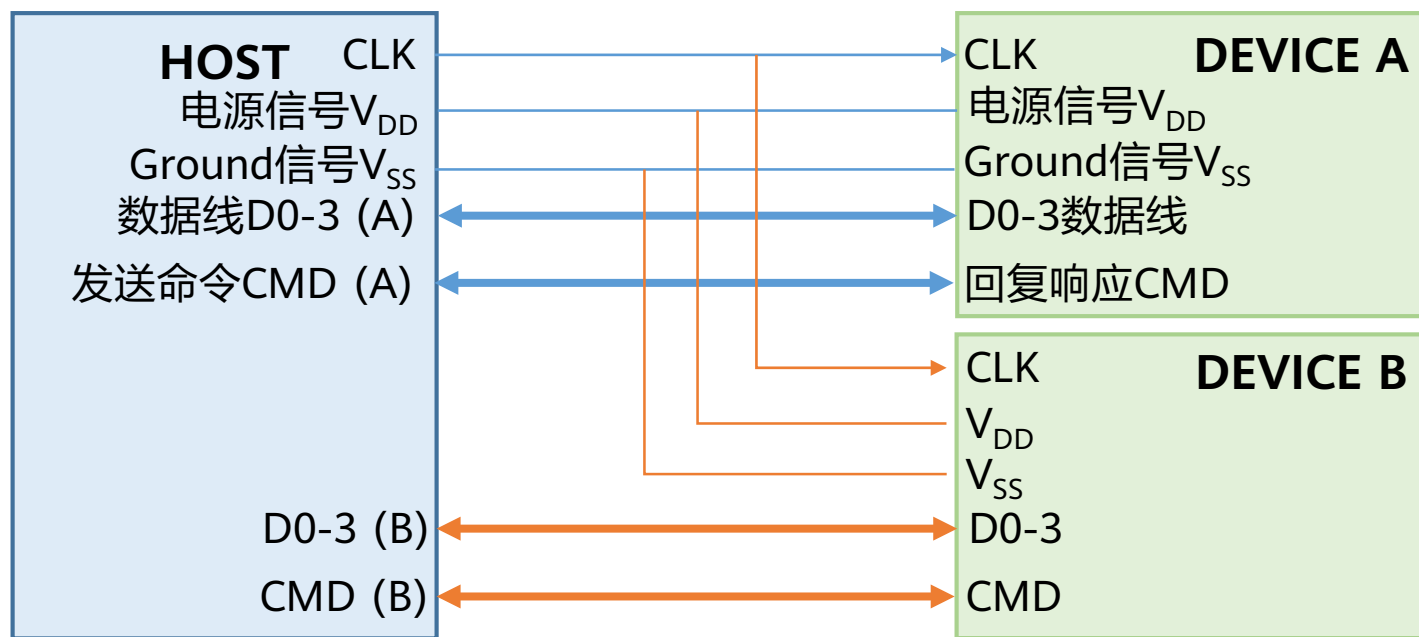 HOST
CLK
电源信号VDD
Ground信号VSS
数据线D0-3 (A)
发送命令CMD (A)
D0-3 (B)
CMD (B)
CLK
DEVICE A
电源信号VDD
Ground信号VSS
D0-3数据线
回复响应CMD
CLK
DEVICE B
VDD
VSS
D0-3
CMD